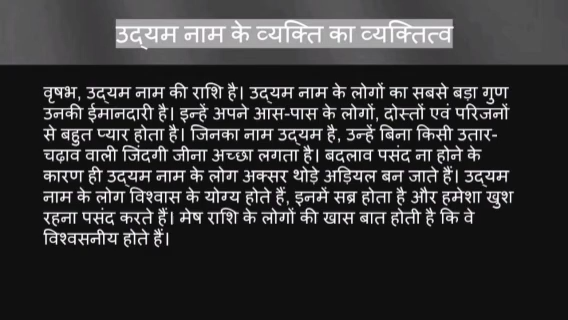 उद्यम नाम के व्यक्ति का व्यक्तित्व
वृषभ, उद्यम नाम की राशि है। उद्यम नाम के लोगों का सबसे बड़ा गुण
उनकी ईमानदारी है। इन्हें अपने आस-पास के लोगों, दोस्तों एवं परिजनों
से बहुत प्यार होता है। जिनका नाम उद्यम है, उन्हें बिना किसी उतार-
चढ़ाव वाली जिंदगी जीना अच्छा लगता है। बदलाव पसंद ना होने के
कारण ही उद्यम नाम के लोग अक्सर थोड़े अड़ियल बन जाते हैं। उद्यम
नाम के लोग विश्वास के योग्य होते हैं, इनमें सब्र होता है और हमेशा खुश
रहना पसंद करते हैं। मेष राशि के लोगों की खास बात होती है कि वे
विश्वसनीय होते हैं।